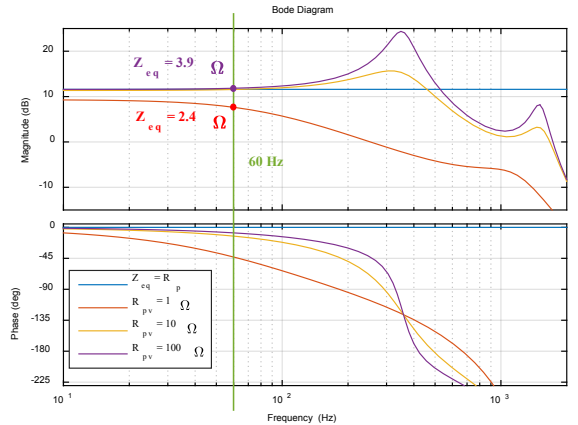 Bode Diagram
20
10
0
-10
Magnitude (dB)
Z eq = 3.9 Ω
Z eq = 2.4 Ω
60 Hz
0
-45
-90
-135
-180
-225
Phase (deg)
Z eq = R p
R pv = 1 Ω
R pv = 10 Ω
R pv = 100 Ω
10 1
10 2
10 3
Frequency (Hz)